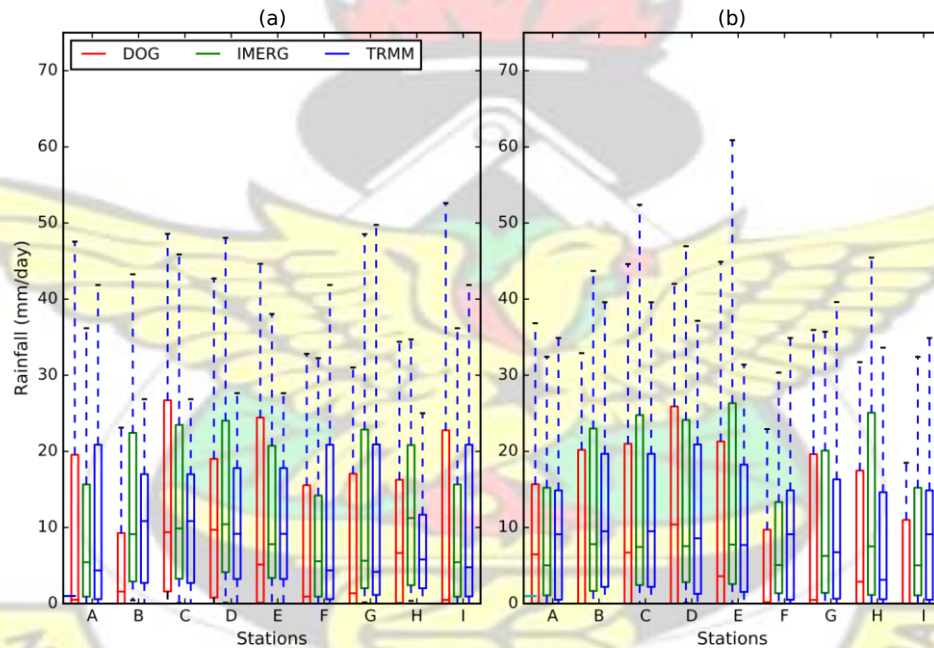 (a) (b)
DOG IMERG TRMM
70 70
60 60
50 50
40 40
30 30
20 20
10 10
0 0
Rainfall (mm/day)
A B C D E F G H I A B C D E F G H I
Stations Stations